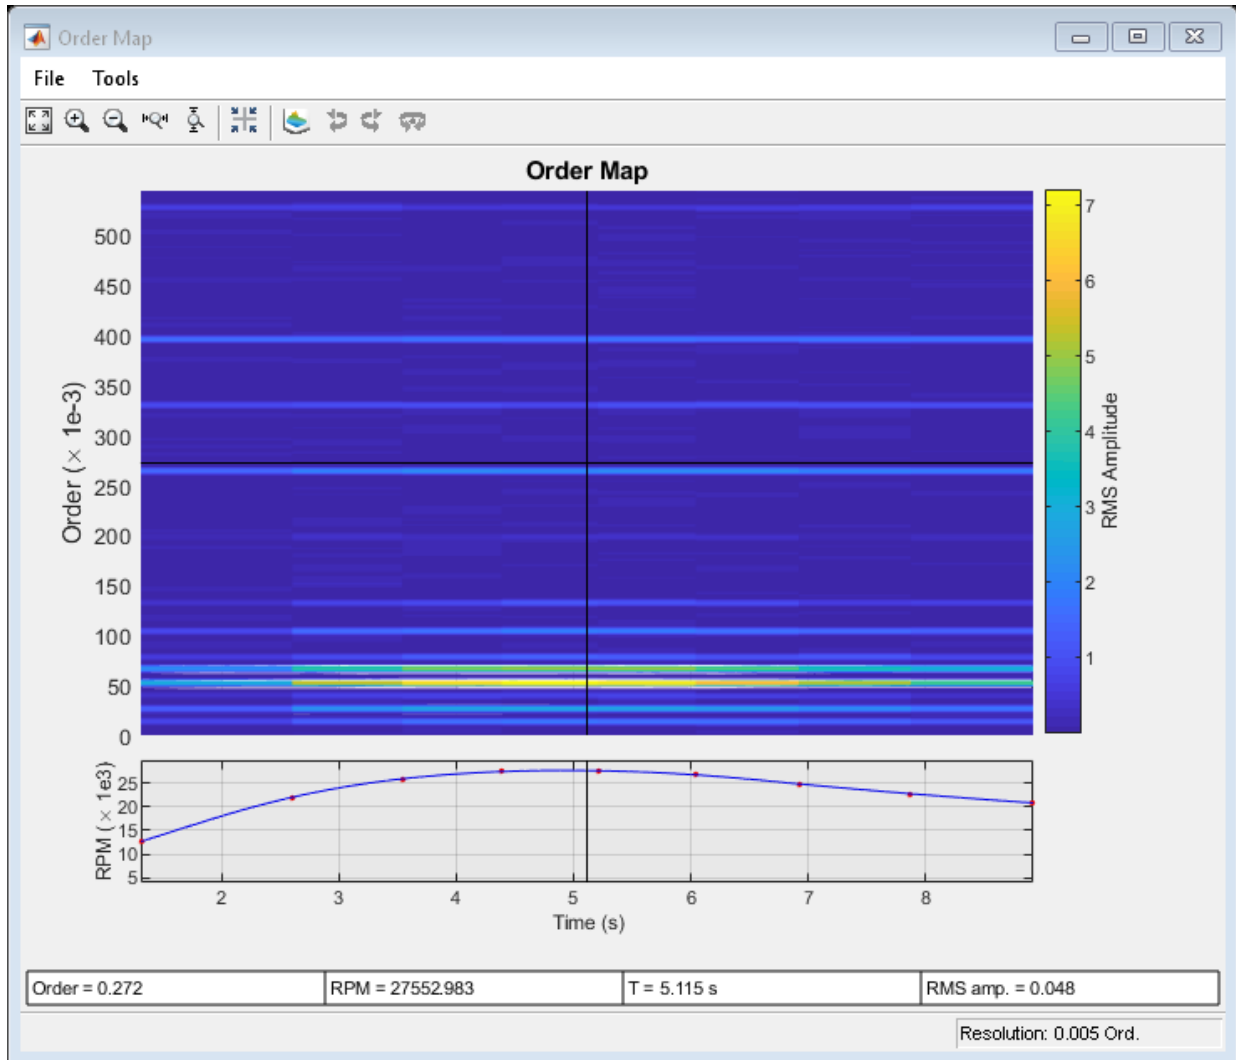 Order Map
File Tools
Order Map
Order (× 1e-3)
500
450
400
350
300
250
200
150
100
50
0
7
6
5
4
3
2
1
RMS Amplitude
RPM (× 1e3)
25
20
15
10
5
2 3 4 5 6 7 8
Time (s)
Order = 0.272 RPM = 27552.983 T = 5.115 s RMS amp. = 0.048
Resolution: 0.005 Ord.